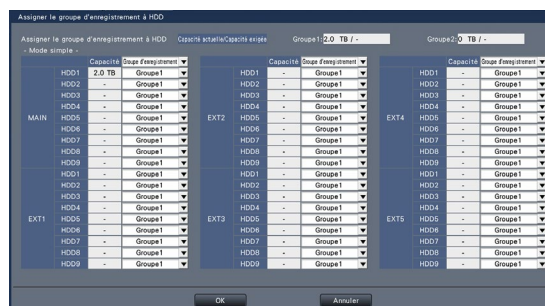 Assigner le groupe d'enregistrement à HDD
Assigner le groupe d'enregistrement à HDD Capacité actuelle/Capacité exigée Groupe1: 2.0 TB / - Groupe2: 0 TB / -
- Mode simple -
Capacité Groupe d'enregistrement ▼ Capacité Groupe d'enregistrement ▼ Capacité Groupe d'enregistrement ▼
HDD1 2.0 TB Groupe1 ▼ HDD1 - Groupe1 ▼ HDD1 - Groupe1 ▼
HDD2 - Groupe1 ▼ HDD2 - Groupe1 ▼ HDD2 - Groupe1 ▼
HDD3 - Groupe1 ▼ HDD3 - Groupe1 ▼ HDD3 - Groupe1 ▼
HDD4 - Groupe1 ▼ HDD4 - Groupe1 ▼ HDD4 - Groupe1 ▼
MAIN HDD5 - Groupe1 ▼ EXT2 HDD5 - Groupe1 ▼ EXT4 HDD5 - Groupe1 ▼
HDD6 - Groupe1 ▼ HDD6 - Groupe1 ▼ HDD6 - Groupe1 ▼
HDD7 - Groupe1 ▼ HDD7 - Groupe1 ▼ HDD7 - Groupe1 ▼
HDD8 - Groupe1 ▼ HDD8 - Groupe1 ▼ HDD8 - Groupe1 ▼
HDD9 - Groupe1 ▼ HDD9 - Groupe1 ▼ HDD9 - Groupe1 ▼
HDD1 - Groupe1 ▼ HDD1 - Groupe1 ▼ HDD1 - Groupe1 ▼
HDD2 - Groupe1 ▼ HDD2 - Groupe1 ▼ HDD2 - Groupe1 ▼
HDD3 - Groupe1 ▼ HDD3 - Groupe1 ▼ HDD3 - Groupe1 ▼
HDD4 - Groupe1 ▼ HDD4 - Groupe1 ▼ HDD4 - Groupe1 ▼
EXT1 HDD5 - Groupe1 ▼ EXT3 HDD5 - Groupe1 ▼ EXT5 HDD5 - Groupe1 ▼
HDD6 - Groupe1 ▼ HDD6 - Groupe1 ▼ HDD6 - Groupe1 ▼
HDD7 - Groupe1 ▼ HDD7 - Groupe1 ▼ HDD7 - Groupe1 ▼
HDD8 - Groupe1 ▼ HDD8 - Groupe1 ▼ HDD8 - Groupe1 ▼
HDD9 - Groupe1 ▼ HDD9 - Groupe1 ▼ HDD9 - Groupe1 ▼
OK Annuler